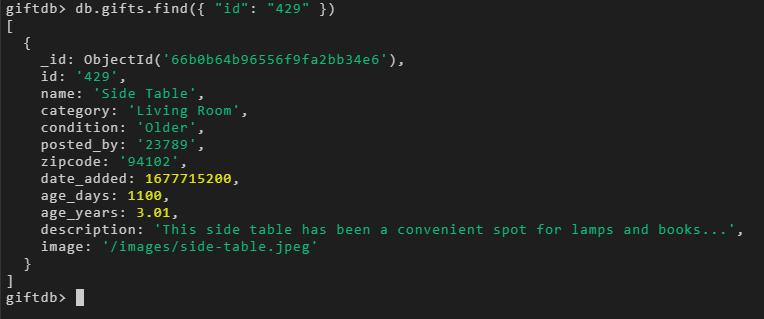 giftdb> db.gifts.find({ "id": "429" })
[
  {
    _id: ObjectId('66b0b64b96556f9fa2bb34e6'),
    id: '429',
    name: 'Side Table',
    category: 'Living Room',
    condition: 'Older',
    posted_by: '23789',
    zipcode: '94102',
    date_added: 1677715200,
    age_days: 1100,
    age_years: 3.01,
    description: 'This side table has been a convenient spot for lamps and books...',
    image: '/images/side-table.jpeg'
  }
]
giftdb>